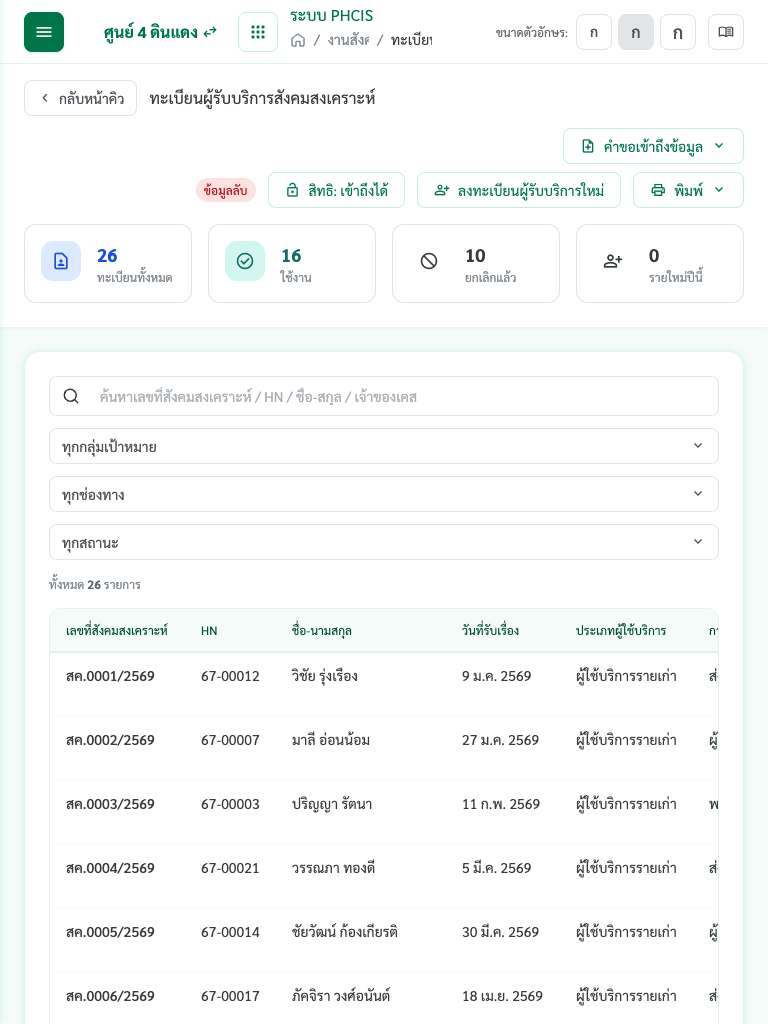 ศูนย์ 4 ดินแดง
ระบบ PHCIS
/ งานสังค / ทะเบีย
ขนาดตัวอักษร: ก ก ก
กลับหน้าคิว ทะเบียนผู้รับบริการสังคมสงเคราะห์
คำขอเข้าถึงข้อมูล
ข้อมูลลับ สิทธิ: เข้าถึงได้ ลงทะเบียนผู้รับบริการใหม่ พิมพ์
26 ทะเบียนทั้งหมด
16 ใช้งาน
10 ยกเลิกแล้ว
0 รายใหม่ปีนี้
ค้นหาเลขที่สังคมสงเคราะห์ / HN / ชื่อ-สกุล / เจ้าของเคส
ทุกกลุ่มเป้าหมาย
ทุกช่องทาง
ทุกสถานะ
ทั้งหมด 26 รายการ
เลขที่สังคมสงเคราะห์ HN ชื่อ-นามสกุล วันที่รับเรื่อง ประเภทผู้ใช้บริการ
สค.0001/2569 67-00012 วิชัย รุ่งเรือง 9 ม.ค. 2569 ผู้ใช้บริการรายเก่า
สค.0002/2569 67-00007 มาลี อ่อนน้อม 27 ม.ค. 2569 ผู้ใช้บริการรายเก่า
สค.0003/2569 67-00003 ปริญญา รัตนา 11 ก.พ. 2569 ผู้ใช้บริการรายเก่า
สค.0004/2569 67-00021 วรรณภา ทองดี 5 มี.ค. 2569 ผู้ใช้บริการรายเก่า
สค.0005/2569 67-00014 ชัยวัฒน์ ก้องเกียรติ 30 มี.ค. 2569 ผู้ใช้บริการรายเก่า
สค.0006/2569 67-00017 ภัคจิรา วงศ์อนันต์ 18 เม.ย. 2569 ผู้ใช้บริการรายเก่า